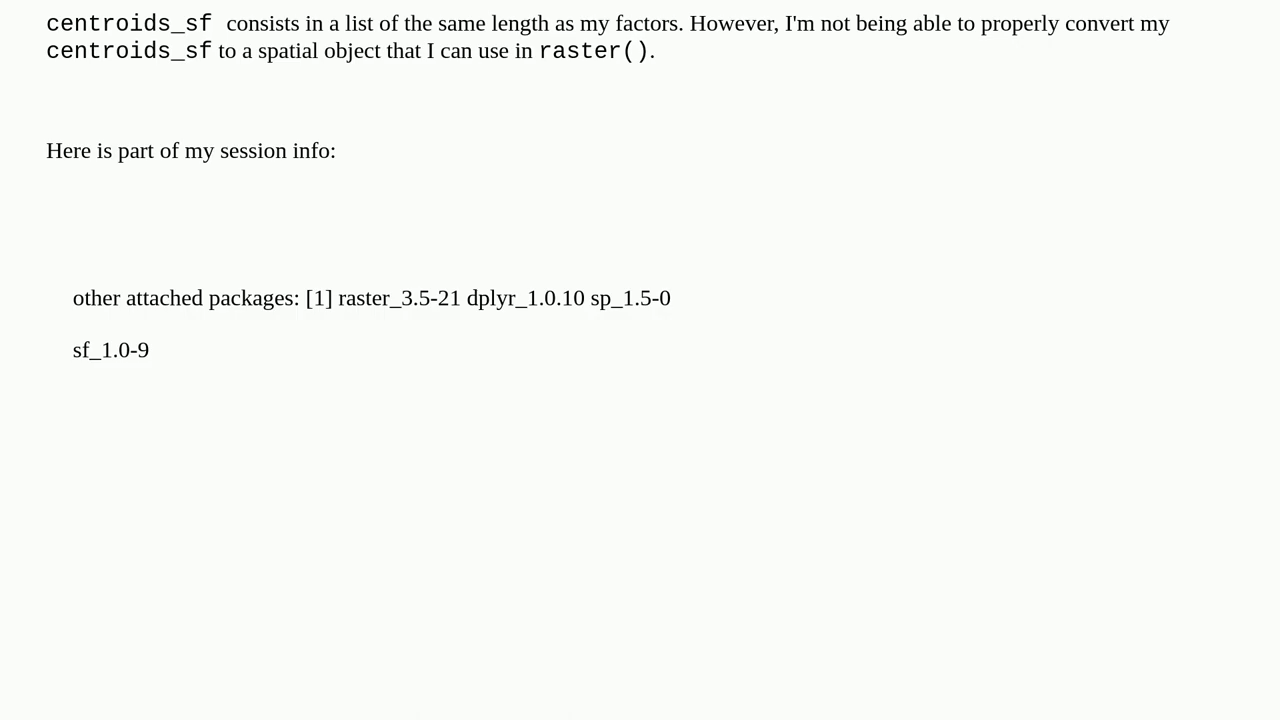 centroids_sf consists in a list of the same length as my factors. However, I'm not being able to properly convert my
centroids_sf to a spatial object that I can use in raster().
Here is part of my session info:
other attached packages: [1] raster_3.5-21 dplyr_1.0.10 sp_1.5-0
sf_1.0-9